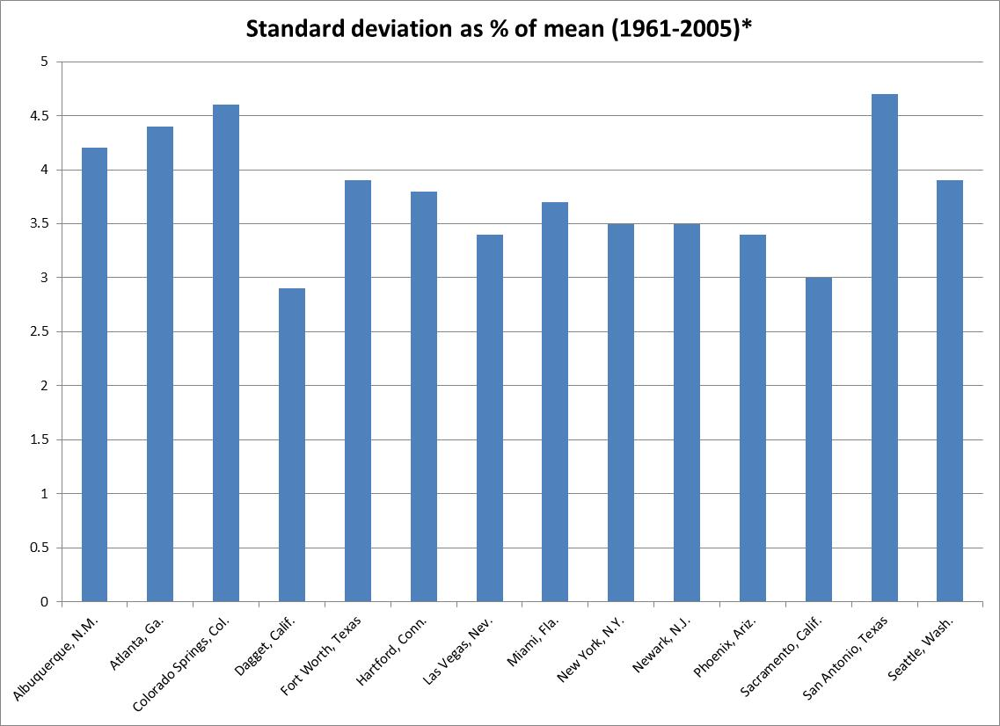 Standard deviation as % of mean (1961-2005)*
5
4.5
4
3.5
3
2.5
2
1.5
1
0.5
0
Albuquerque, N.M.
Atlanta, Ga.
Colorado Springs, Col.
Dagget, Calif.
Fort Worth, Texas
Hartford, Conn.
Las Vegas, Nev.
Miami, Fla.
New York, N.Y.
Newark, N.J.
Phoenix, Ariz.
Sacramento, Calif.
San Antonio, Texas
Seattle, Wash.